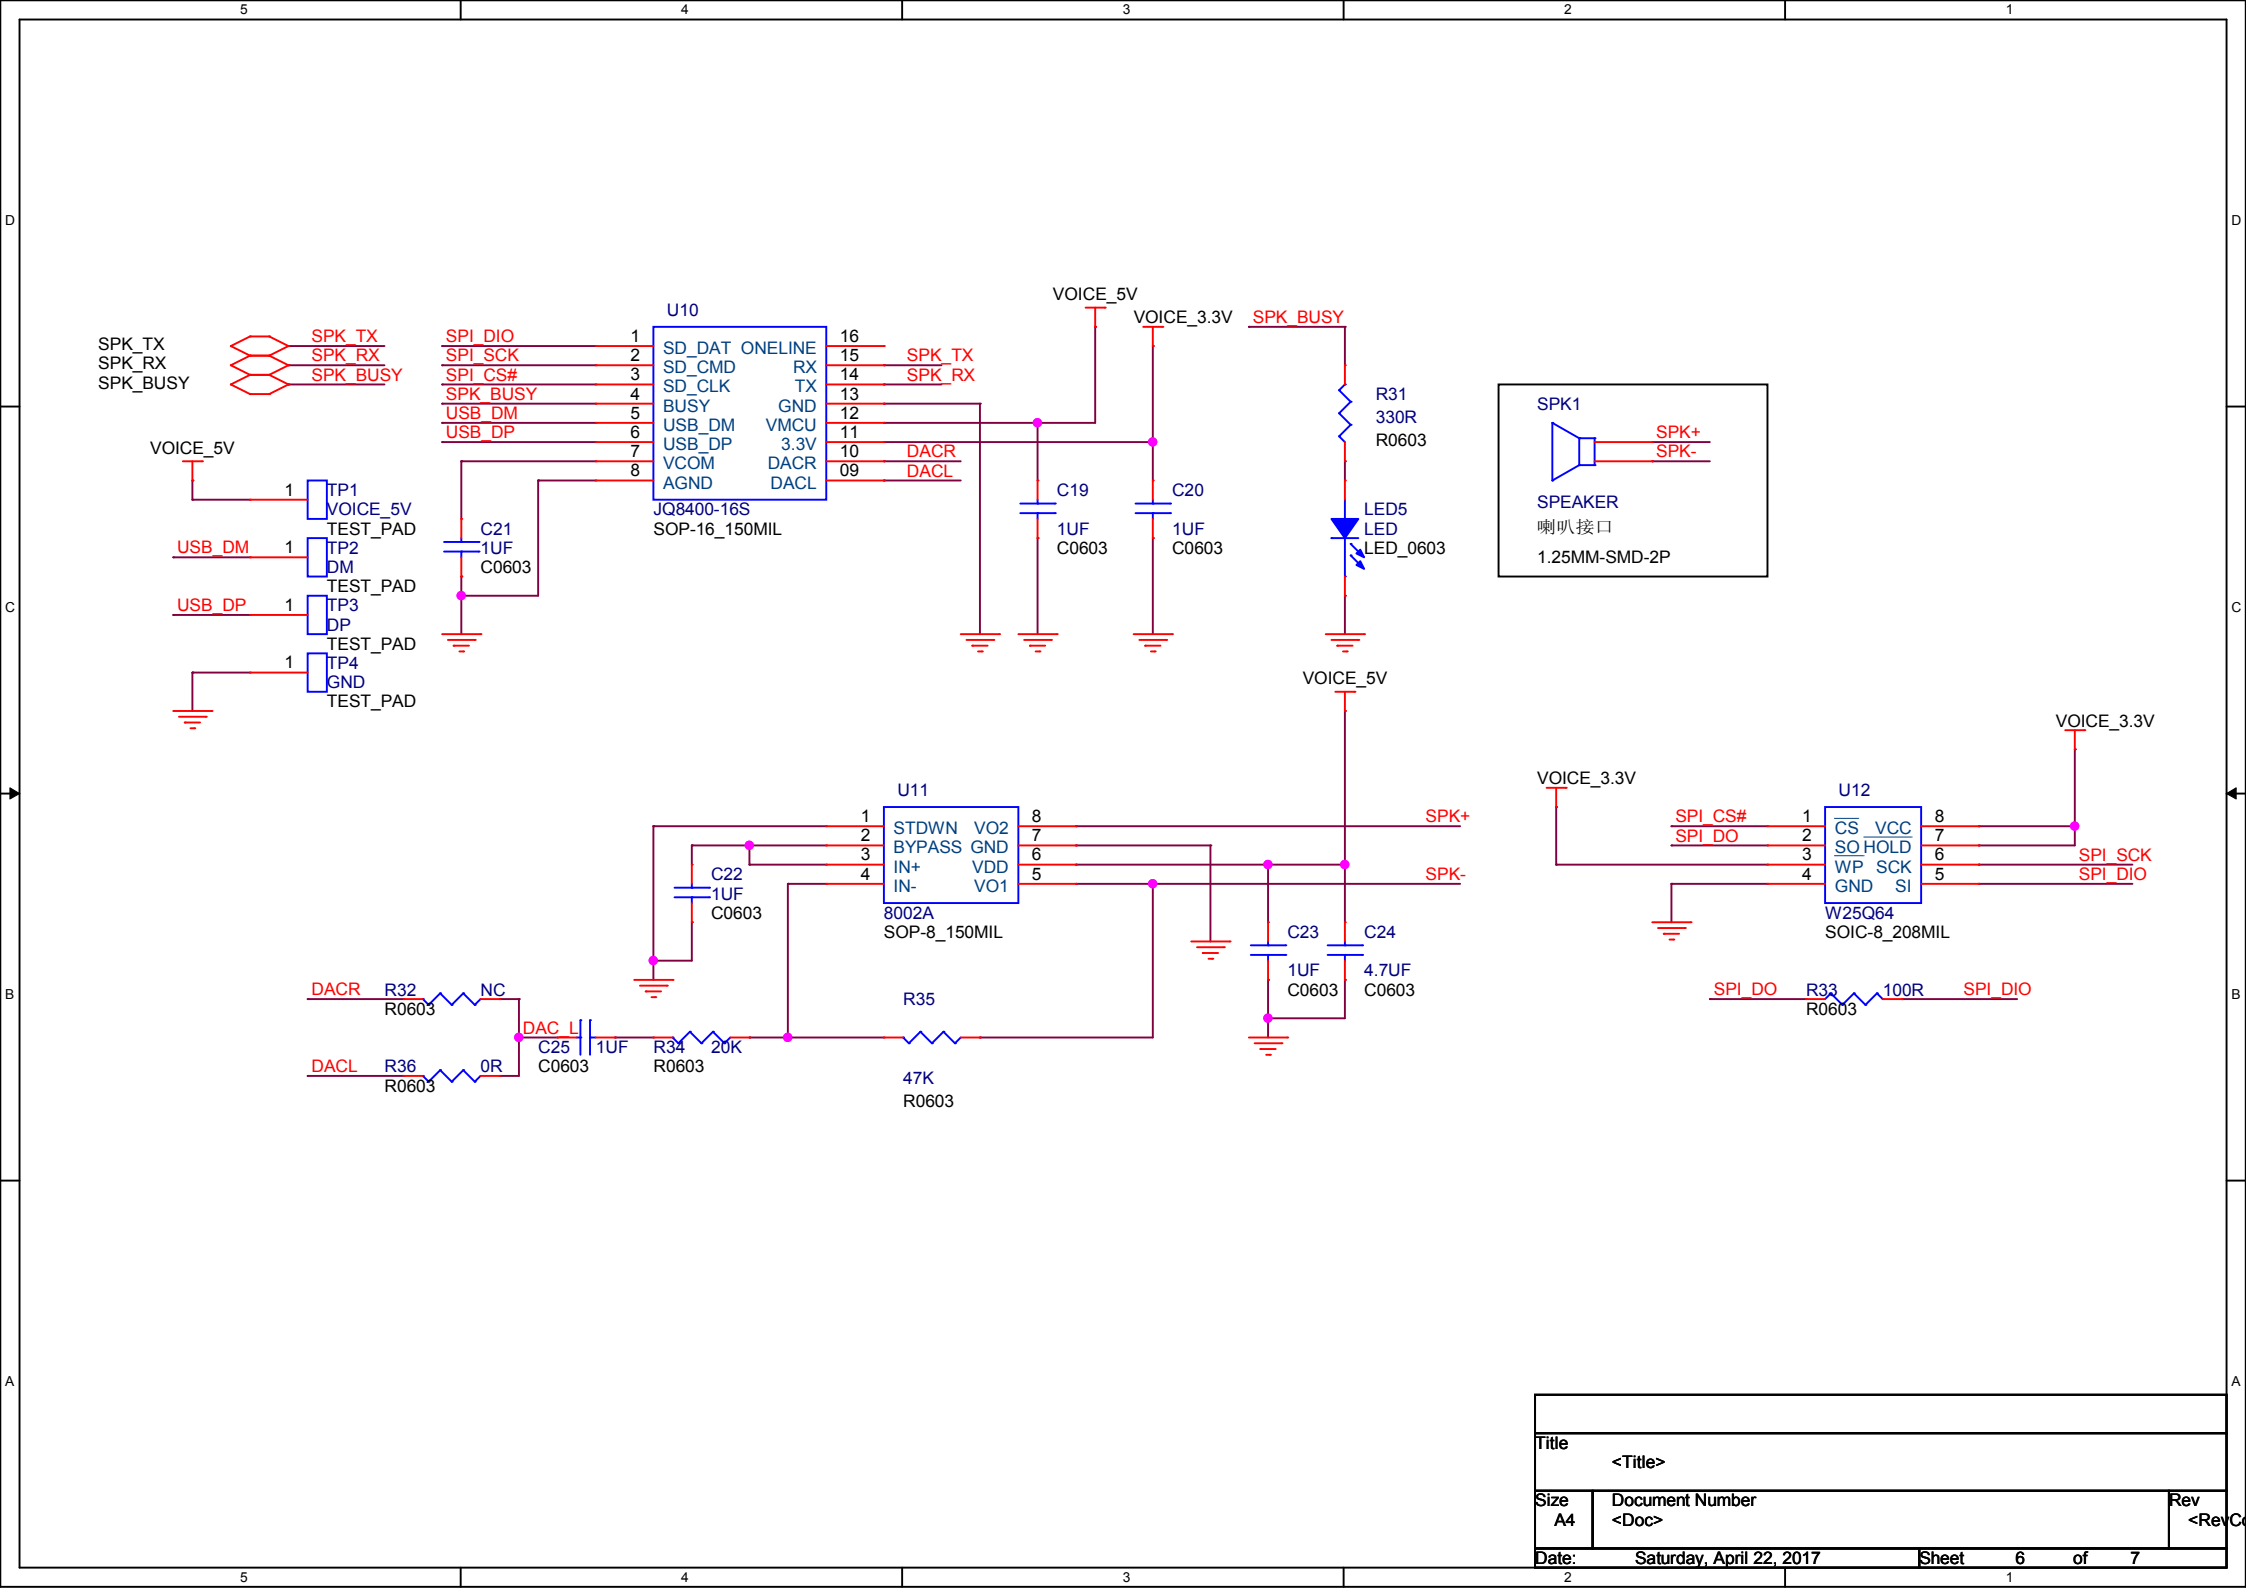 5 4 3 2 1
D D
C C
B B
A A
SPK_TX
SPK_RX
SPK_BUSY
SPK_TX
SPK_RX
SPK_BUSY
VOICE_5V
1 TP1
VOICE_5V
TEST_PAD
USB_DM 1 TP2
DM
TEST_PAD
USB_DP 1 TP3
DP
TEST_PAD
1 TP4
GND
TEST_PAD
U10
SPI_DIO 1 SD_DAT ONELINE 16
SPI_SCK 2 SD_CMD RX 15 SPK_TX
SPI_CS# 3 SD_CLK TX 14 SPK_RX
SPK_BUSY 4 BUSY GND 13
USB_DM 5 USB_DM VMCU 12
USB_DP 6 USB_DP 3.3V 11
7 VCOM DACR 10 DACR
8 AGND DACL 09 DACL
JQ8400-16S
SOP-16_150MIL
C21
1UF
C0603
VOICE_5V
VOICE_3.3V
C19
1UF
C0603
C20
1UF
C0603
SPK_BUSY
R31
330R
R0603
LED5
LED
LED_0603
SPK1
SPK+
SPK-
SPEAKER
喇叭接口
1.25MM-SMD-2P
VOICE_5V
U11
1 STDWN VO2 8 SPK+
2 BYPASS GND 7
3 IN+ VDD 6
4 IN- VO1 5 SPK-
8002A
SOP-8_150MIL
C22
1UF
C0603
C23
1UF
C0603
C24
4.7UF
C0603
DACR R32 NC
R0603
DAC_L
C25 1UF
C0603
R34 20K
R0603
DACL R36 0R
R0603
R35
47K
R0603
VOICE_3.3V
VOICE_3.3V
U12
SPI_CS# 1 CS VCC 8
SPI_DO 2 SO HOLD 7
3 WP SCK 6 SPI_SCK
4 GND SI 5 SPI_DIO
W25Q64
SOIC-8_208MIL
SPI_DO R33 100R SPI_DIO
R0603
Title
<Title>
Size Document Number Rev
A4 <Doc>
Date: Saturday, April 22, 2017 Sheet 6 of 7
5 4 3 2 1